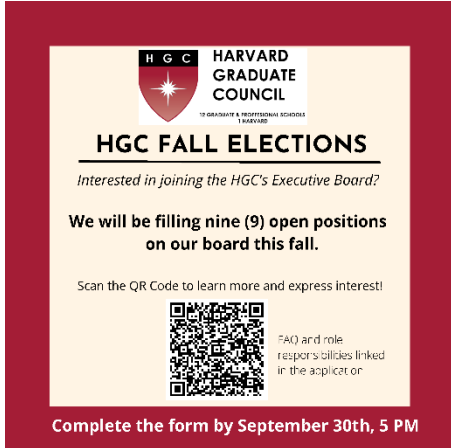 H G C
HARVARD
GRADUATE
COUNCIL
12 GRADUATE & PROFESSIONAL SCHOOLS
1 HARVARD
HGC FALL ELECTIONS
Interested in joining the HGC's Executive Board?
We will be filling nine (9) open positions
on our board this fall.
Scan the QR Code to learn more and express interest!
FAQ and role
responsibilities linked
in the application
Complete the form by September 30th, 5 PM